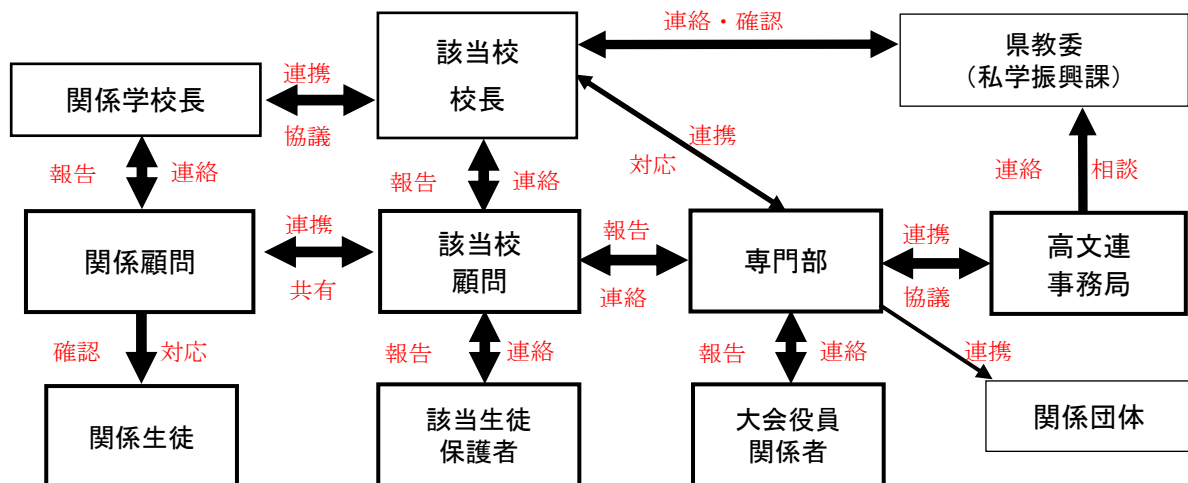 連絡・確認
該当校
校長
県教委
(私学振興課)
関係学校長
連携
協議
連携
対応
報告
連絡
報告
連絡
連絡
相談
関係顧問
連携
共有
該当校
顧問
報告
連絡
専門部
連携
協議
高文連
事務局
確認
対応
報告
連絡
報告
連絡
連携
関係生徒
該当生徒
保護者
大会役員
関係者
関係団体